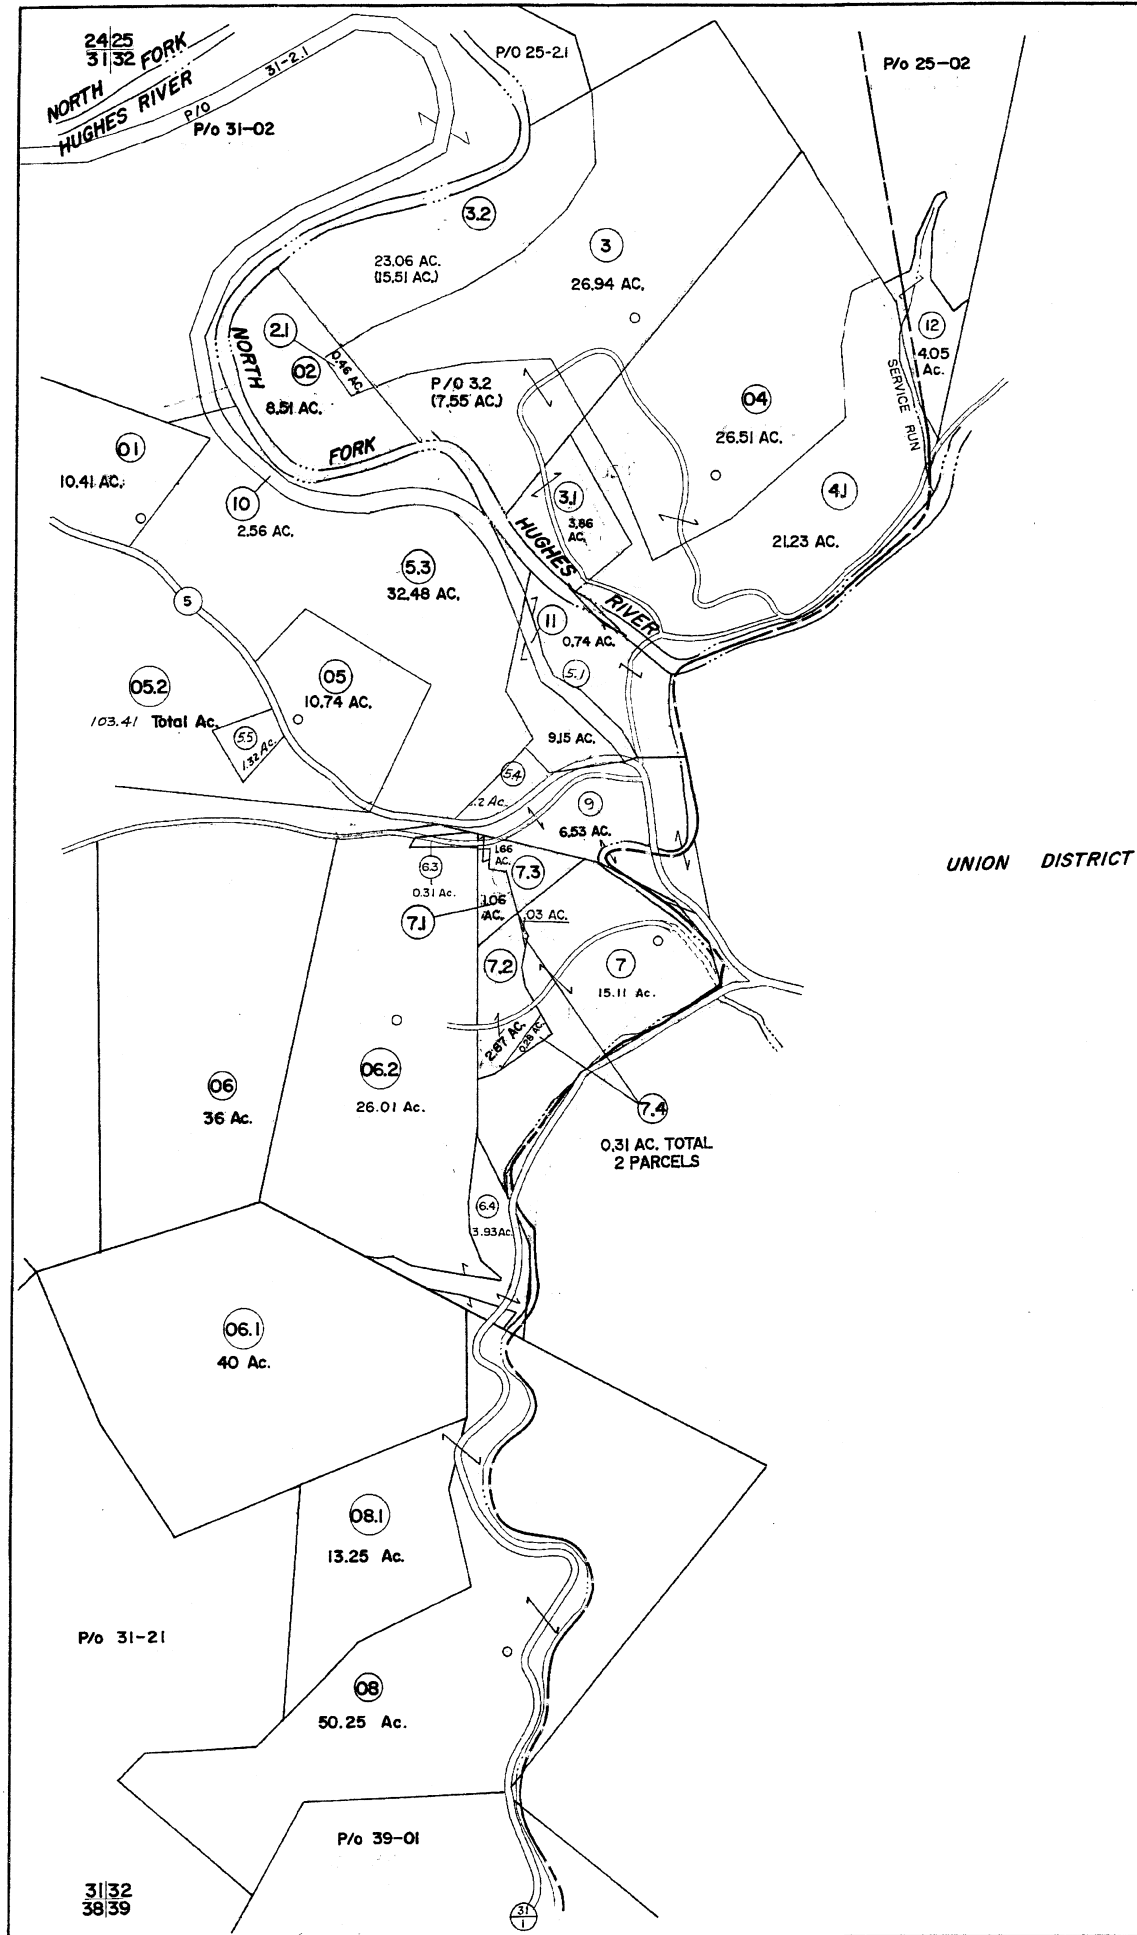 24|25
31|32
NORTH FORK
HUGHES RIVER
P/O 31-2.1
P/o 31-02
P/O 25-2.1
P/o 25-02
3.2
23.06 AC.
(15.51 AC.)
3
26.94 AC.
2.1
0.46 AC.
02
8.51 AC.
NORTH
FORK
HUGHES
RIVER
P/O 3.2
(7.55 AC.)
12
4.05
Ac.
SERVICE RUN
04
26.51 AC.
4.1
21.23 AC.
01
10.41 AC.
10
2.56 AC.
3.1
3.86
AC.
5.3
32.48 AC.
5
11
0.74 AC.
5.1
9.15 AC.
05
10.74 AC.
05.2
103.41 Total Ac.
5.5
1.32 Ac.
5.4
.2 Ac.
9
6.53 AC.
UNION DISTRICT
6.3
0.31 Ac.
.66
AC.
7.3
7.1
1.06
AC.
.03 AC.
7.2
7
15.11 Ac.
2.87 AC.
0.28 AC.
7.4
0.31 AC. TOTAL
2 PARCELS
06
36 Ac.
06.2
26.01 Ac.
6.4
3.93 Ac.
06.1
40 Ac.
08.1
13.25 Ac.
P/o 31-21
08
50.25 Ac.
P/o 39-01
31|32
38|39
31
1